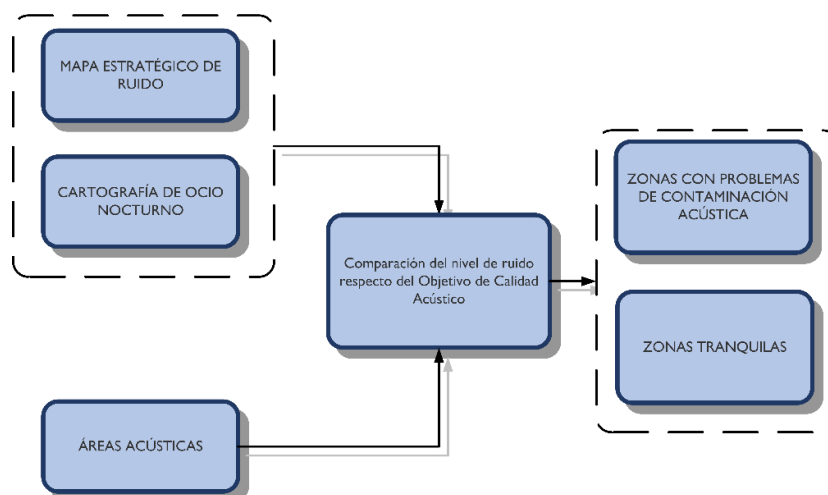 MAPA ESTRATÉGICO DE
RUIDO
CARTOGRAFÍA DE OCIO
NOCTURNO
ÁREAS ACÚSTICAS
Comparación del nivel de ruido
respecto del Objetivo de Calidad
Acústico
ZONAS CON PROBLEMAS
DE CONTAMINACIÓN
ACÚSTICA
ZONAS TRANQUILAS